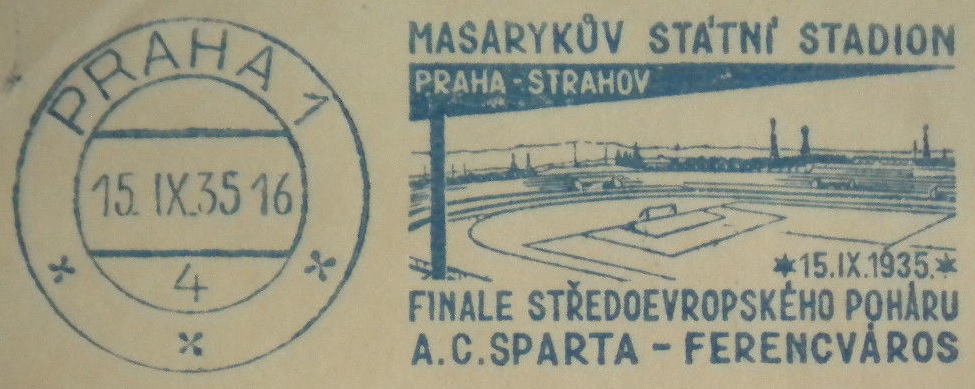 PRAHA 1
15. IX. 35 16
4
MASARYKŮV STÁTNÍ STADION
PRAHA - STRAHOV
15.IX.1935.
FINALE STŘEDOEVROPSKÉHO POHÁRU
A.C. SPARTA - FERENCVÁROS